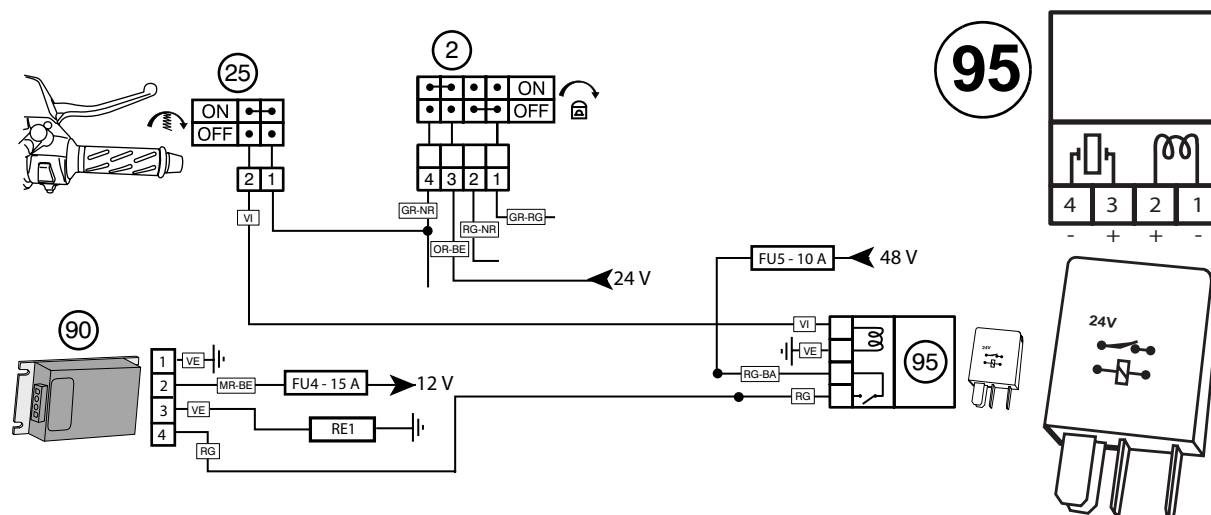 25
ON
OFF
2 1
VI
2
ON
OFF
4 3 2 1
GR-NR
GR-RG
RG-NR
OR-BE
24 V
FU5 - 10 A
48 V
95
4 3 2 1
- + + -
90
1
2
3
4
VE
MR-BE
FU4 - 15 A
12 V
VE
RE1
RG
VI
VE
RG-BA
RG
95
24V
24V